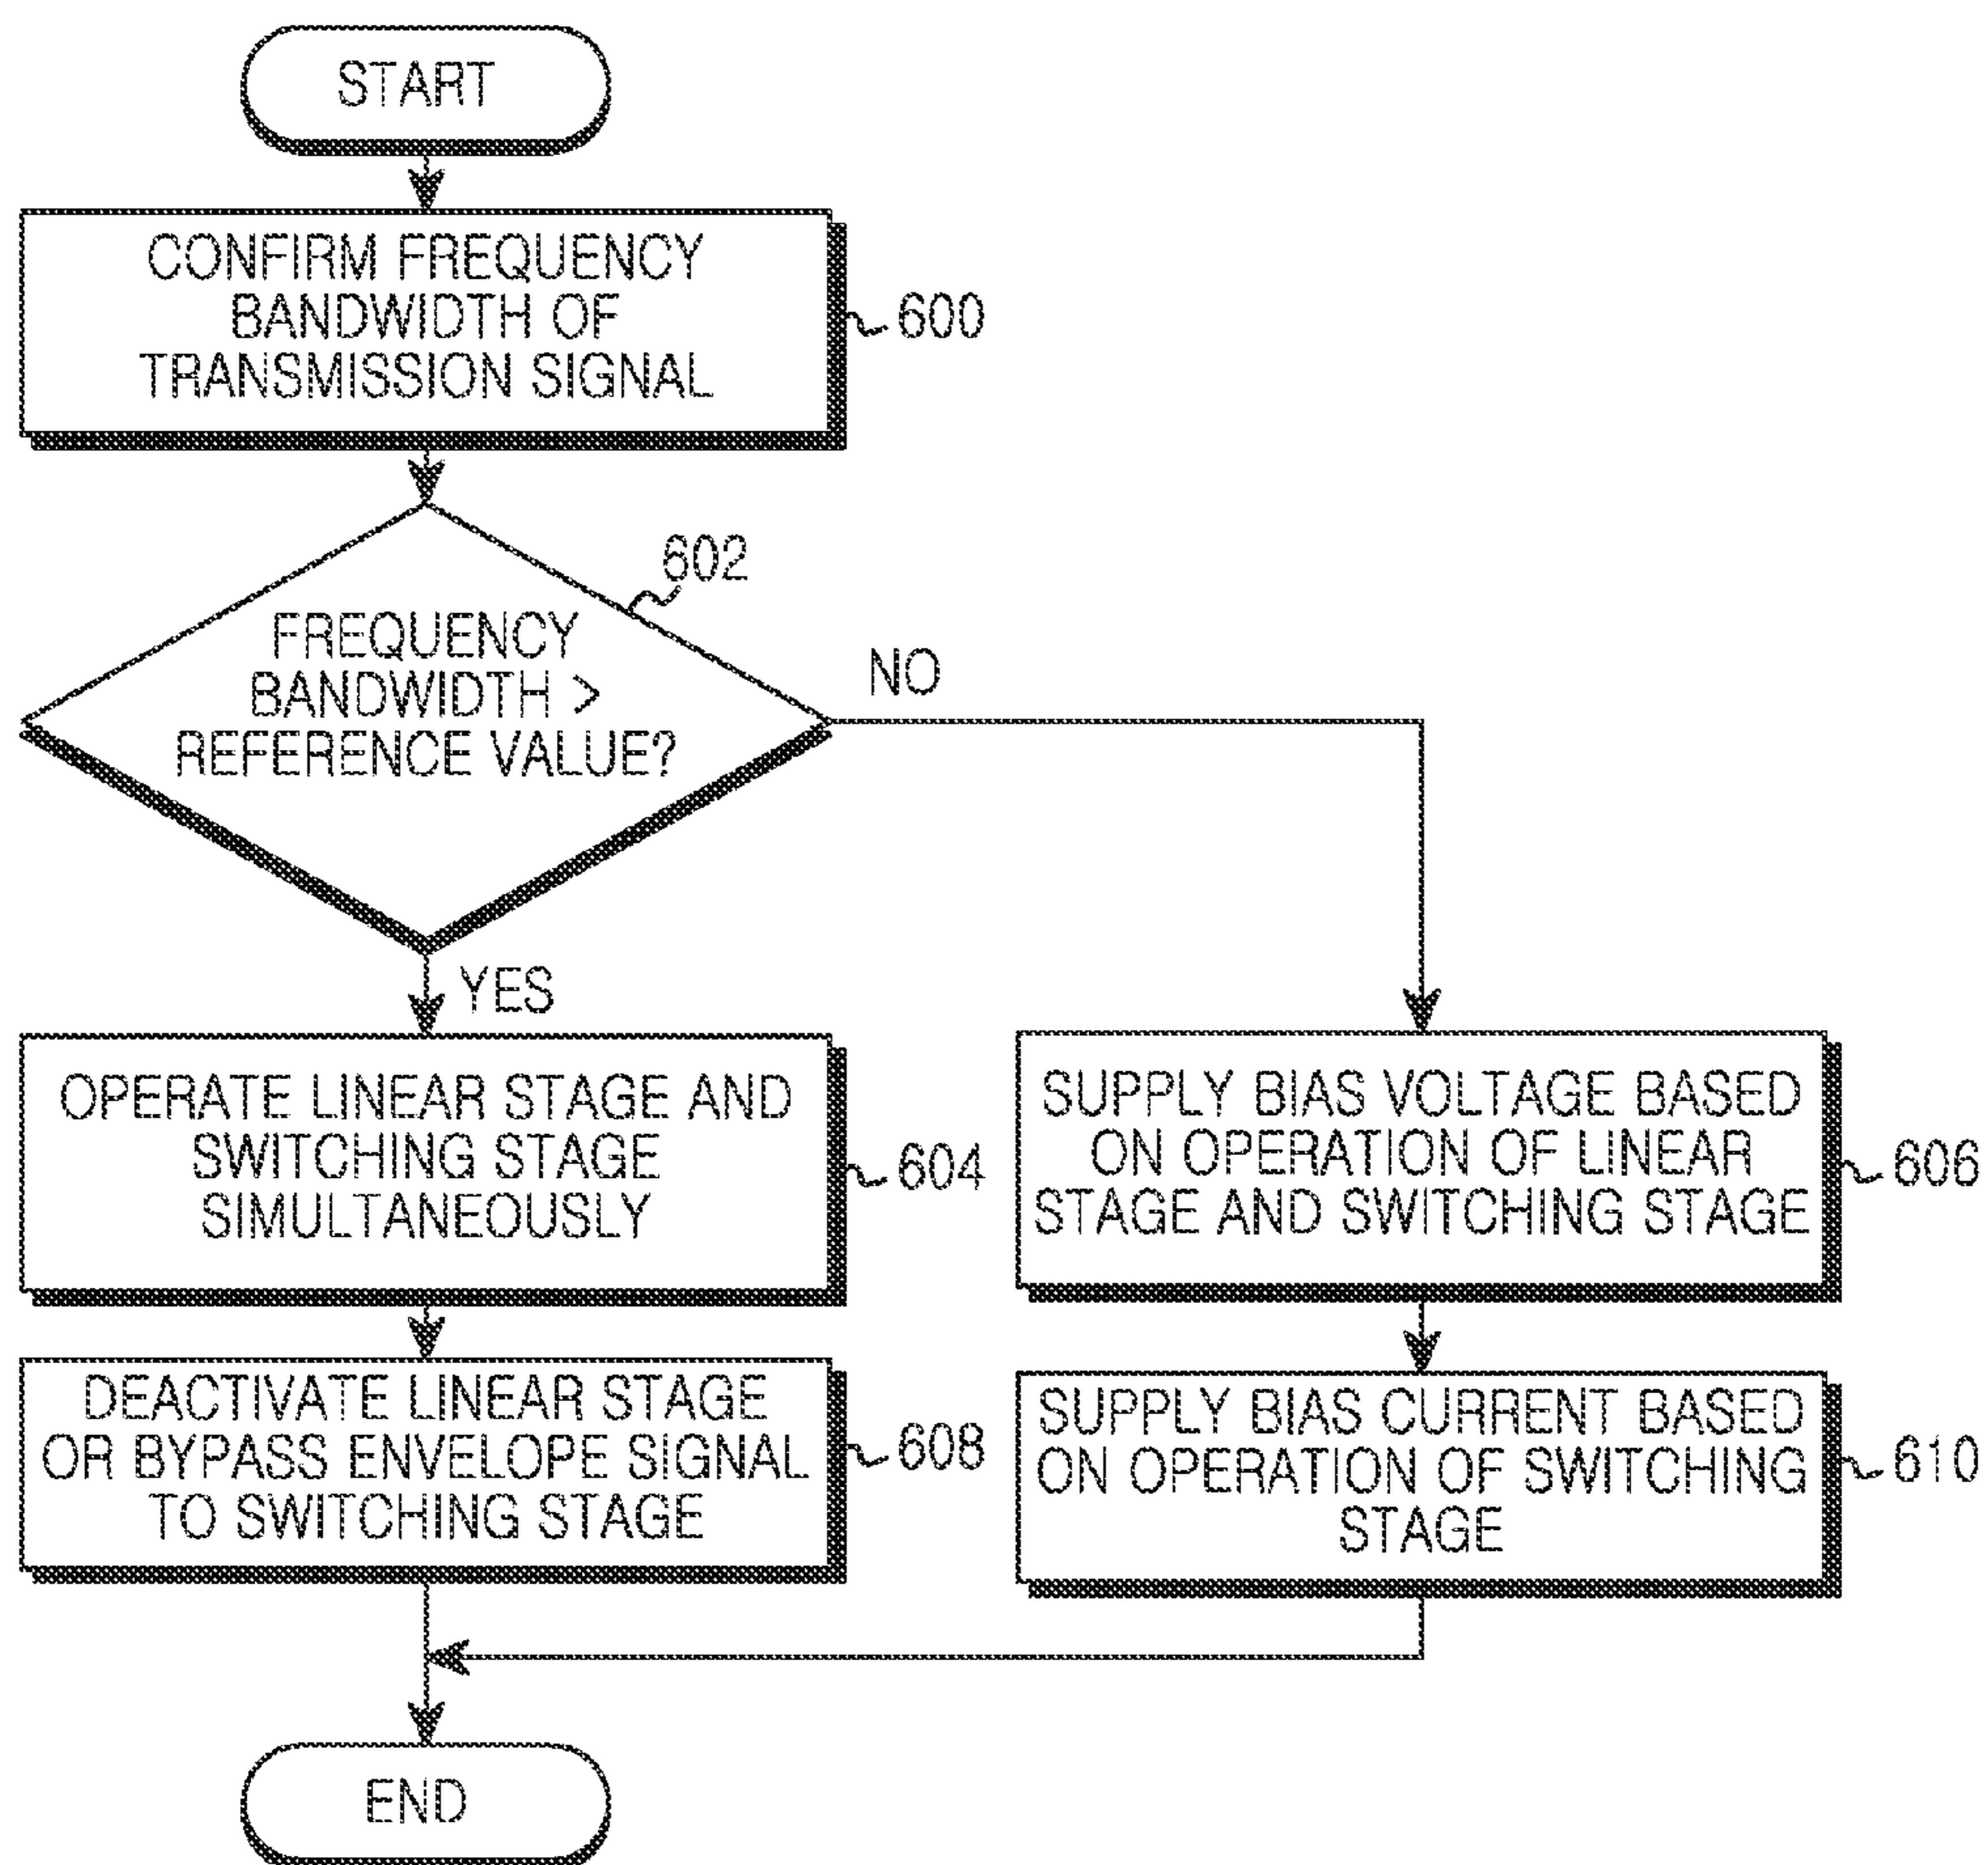 START
CONFIRM FREQUENCY
BANDWIDTH OF
TRANSMISSION SIGNAL
600
602
FREQUENCY
BANDWIDTH >
REFERENCE VALUE?
NO
YES
OPERATE LINEAR STAGE AND
SWITCHING STAGE
SIMULTANEOUSLY
604
SUPPLY BIAS VOLTAGE BASED
ON OPERATION OF LINEAR
STAGE AND SWITCHING STAGE
606
DEACTIVATE LINEAR STAGE
OR BYPASS ENVELOPE SIGNAL
TO SWITCHING STAGE
608
SUPPLY BIAS CURRENT BASED
ON OPERATION OF SWITCHING
STAGE
610
END